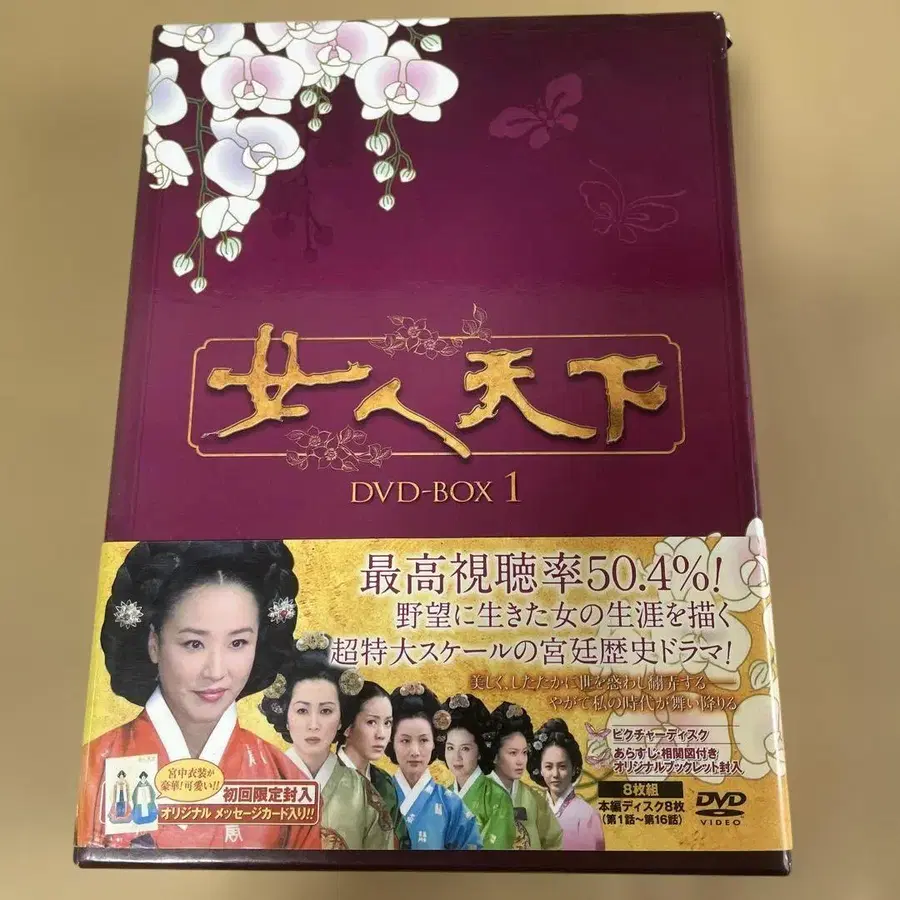 女人天下
DVD-BOX 1
最高視聴率50.4%!
野望に生きた女の生涯を描く
超特大スケールの宮廷歴史ドラマ!
美しく、したたかに世を惑わし翻弄する
やがて私の時代が舞い降りる
ピクチャーディスク
あらすじ・相関図付き
オリジナルブックレット封入
8枚組
本編ディスク8枚
(第1話~第16話)
DVD
VIDEO
宮中衣装が
豪華!可愛い!!
初回限定封入
オリジナル メッセージカード入り!!